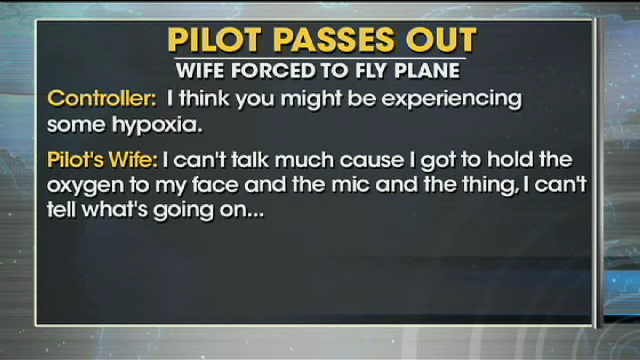 PILOT PASSES OUT
WIFE FORCED TO FLY PLANE
Controller: I think you might be experiencing
some hypoxia.
Pilot's Wife: I can't talk much cause I got to hold the
oxygen to my face and the mic and the thing, I can't
tell what's going on...